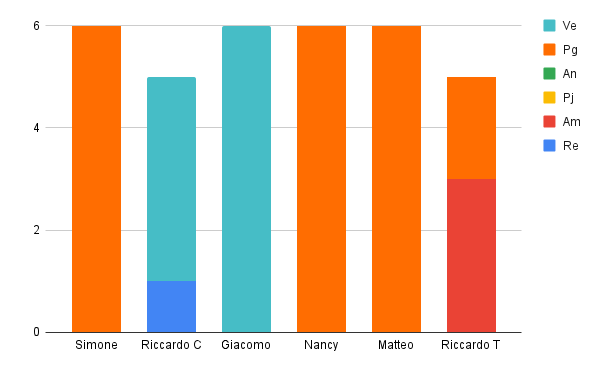 6
4
2
0
Simone Riccardo C Giacomo Nancy Matteo Riccardo T
Ve
Pg
An
Pj
Am
Re